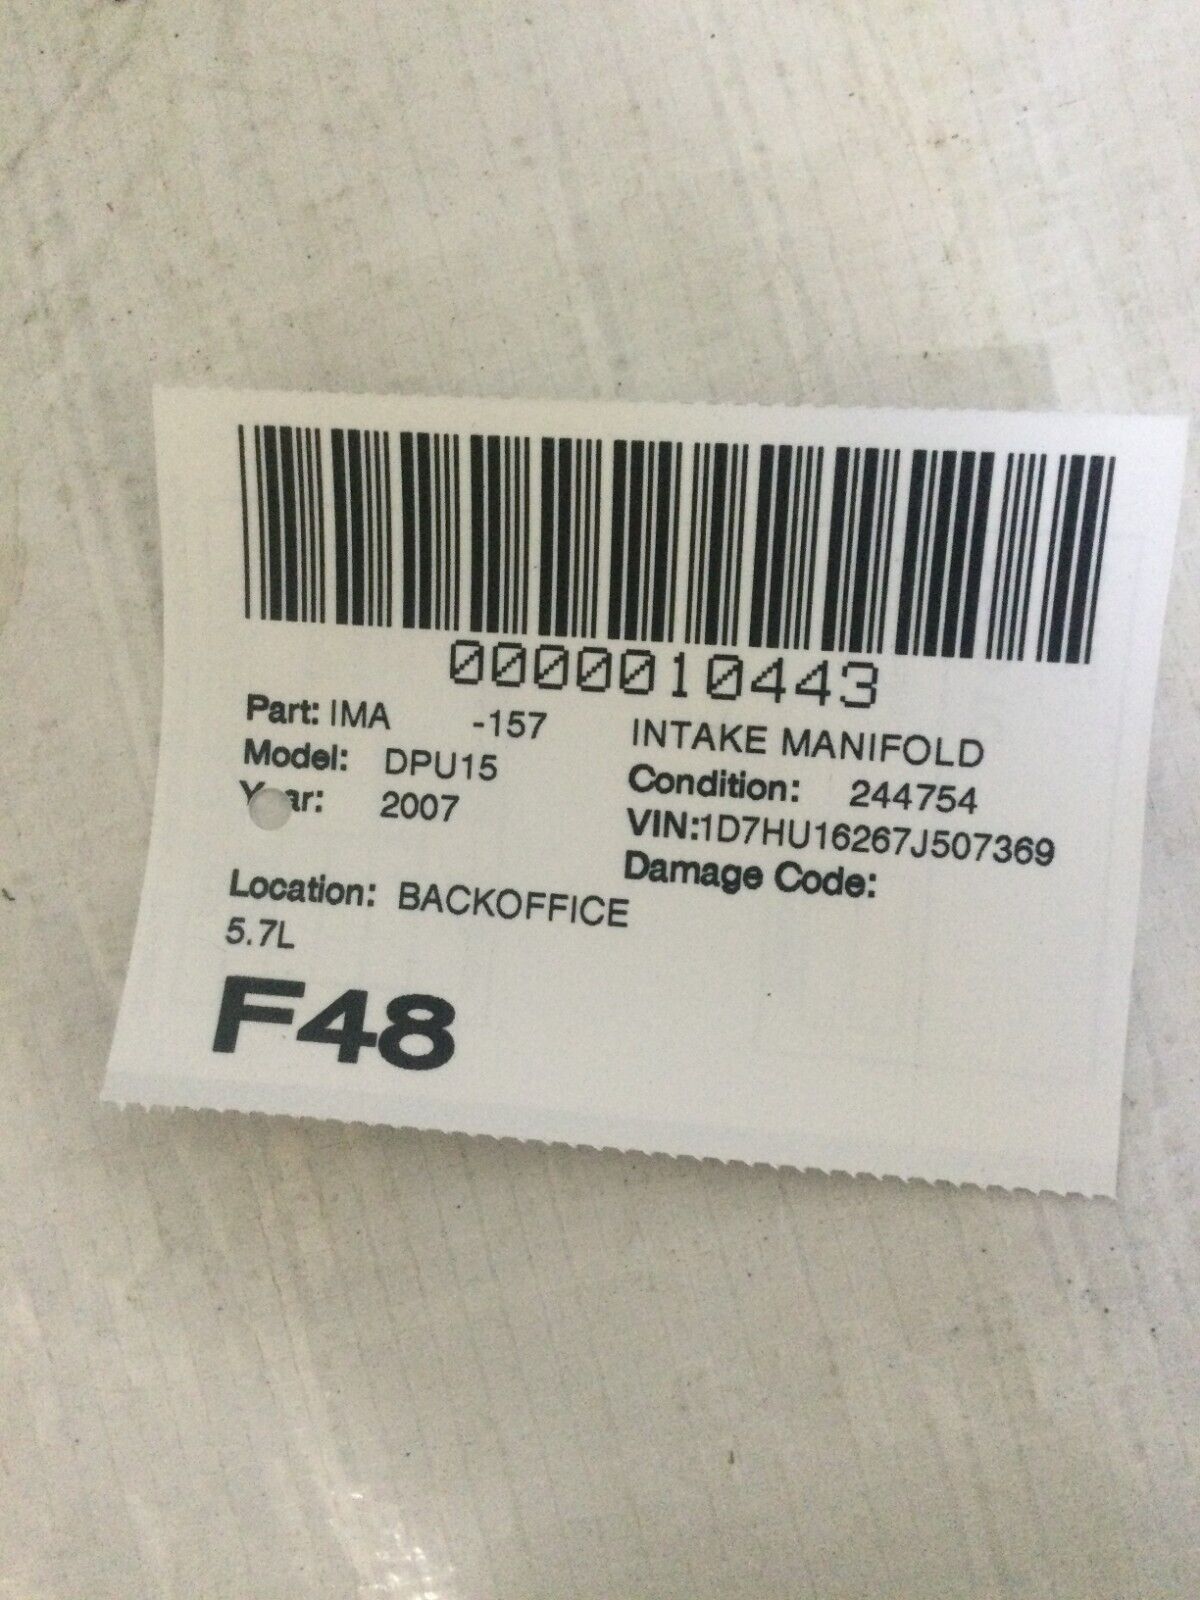 0000010443
Part: IMA -157 INTAKE MANIFOLD
Model: DPU15 Condition: 244754
Year: 2007 VIN:1D7HU16267J507369
Damage Code:
Location: BACKOFFICE
5.7L
F48